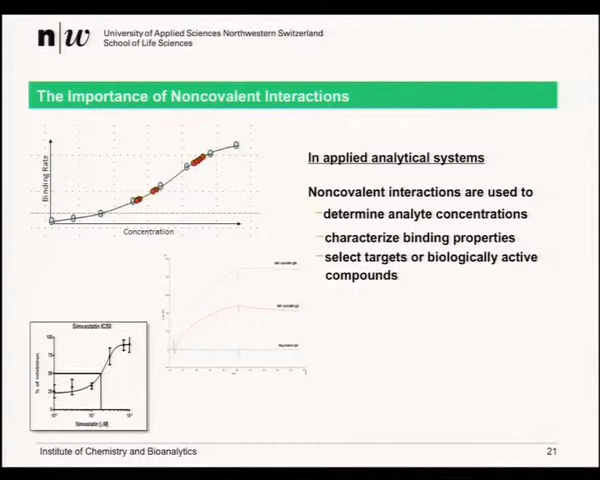 n|w
University of Applied Sciences Northwestern Switzerland
School of Life Sciences
The Importance of Noncovalent Interactions
Binding Rate
Concentration
In applied analytical systems
Noncovalent interactions are used to
determine analyte concentrations
characterize binding properties
select targets or biologically active
compounds
Simvastatin IC50
Simvastatin [µM]
Institute of Chemistry and Bioanalytics
21